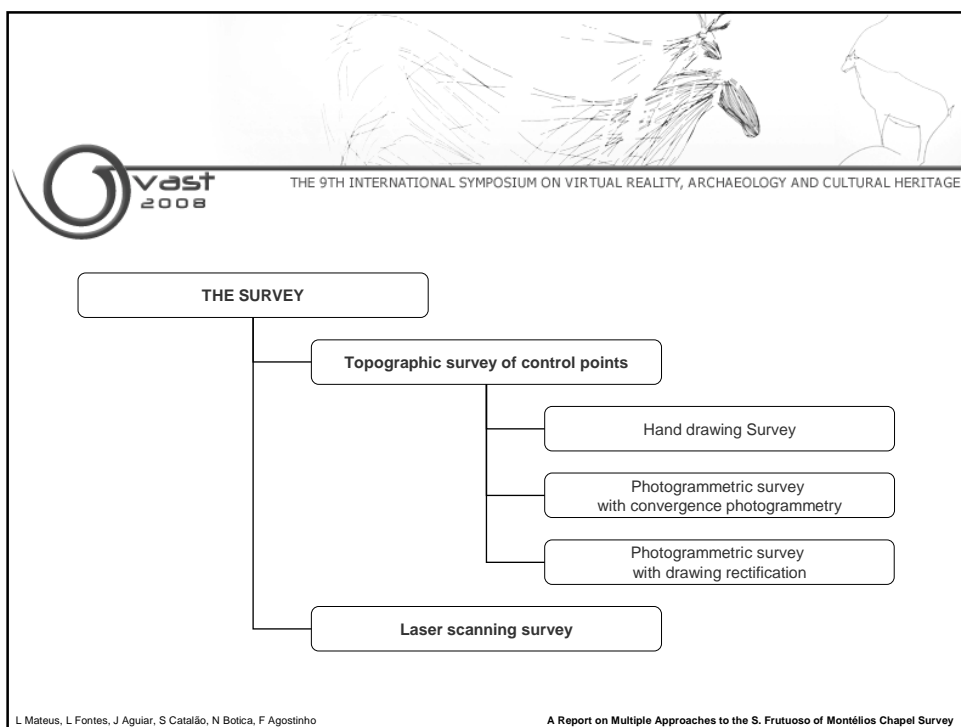 vast
2008
THE 9TH INTERNATIONAL SYMPOSIUM ON VIRTUAL REALITY, ARCHAEOLOGY AND CULTURAL HERITAGE
THE SURVEY
Topographic survey of control points
Hand drawing Survey
Photogrammetric survey
with convergence photogrammetry
Photogrammetric survey
with drawing rectification
Laser scanning survey
L Mateus, L Fontes, J Aguiar, S Catalão, N Botica, F Agostinho
A Report on Multiple Approaches to the S. Frutuoso of Montélios Chapel Survey